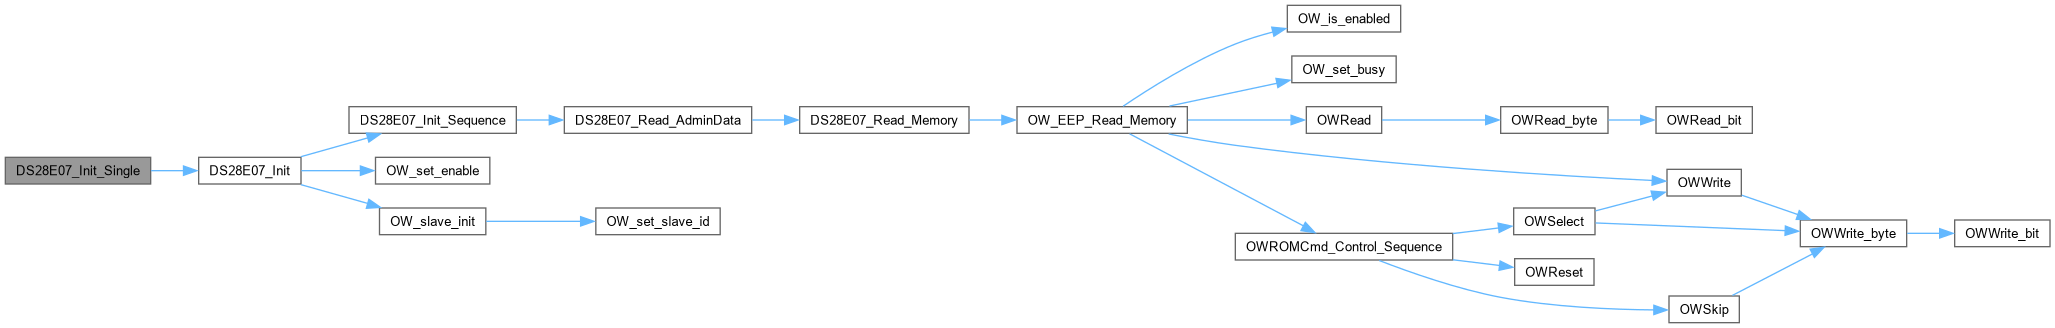 DS28E07_Init_Single
DS28E07_Init
DS28E07_Init_Sequence
OW_set_enable
OW_slave_init
DS28E07_Read_AdminData
OW_set_slave_id
DS28E07_Read_Memory
OW_EEP_Read_Memory
OW_is_enabled
OW_set_busy
OWRead
OWROMCmd_Control_Sequence
OWRead_byte
OWSelect
OWReset
OWRead_bit
OWWrite
OWSkip
OWWrite_byte
OWWrite_bit